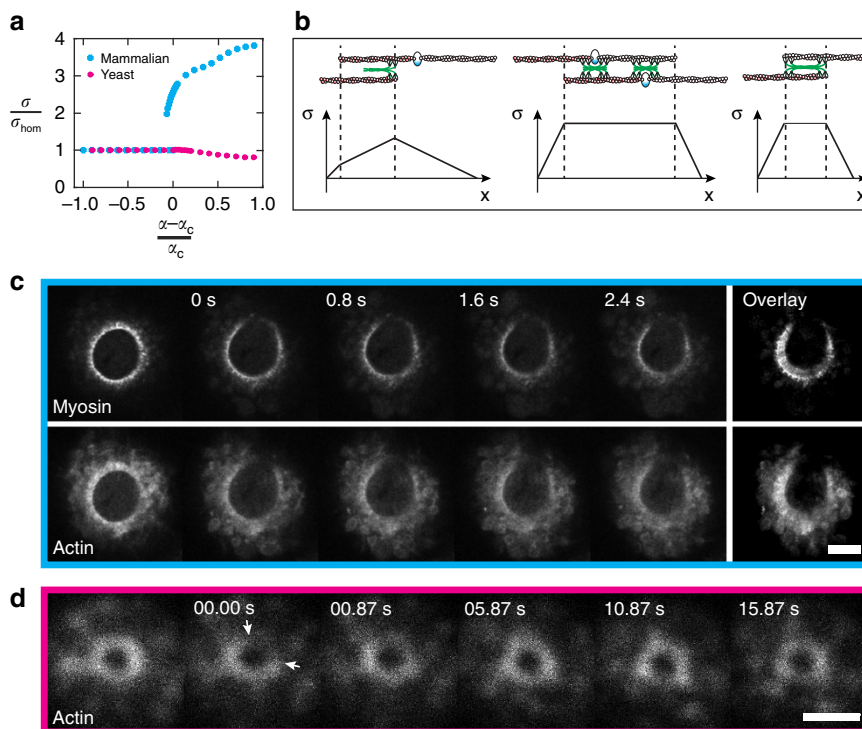 a
b
4
3
2
1
0
σ
σhom
Mammalian
Yeast
−1.0
−0.5
0
0.5
1.0
α−αc
αc
σ
x
σ
x
σ
x
c
0 s
0.8 s
1.6 s
2.4 s
Overlay
Myosin
Actin
d
00.00 s
00.87 s
05.87 s
10.87 s
15.87 s
Actin